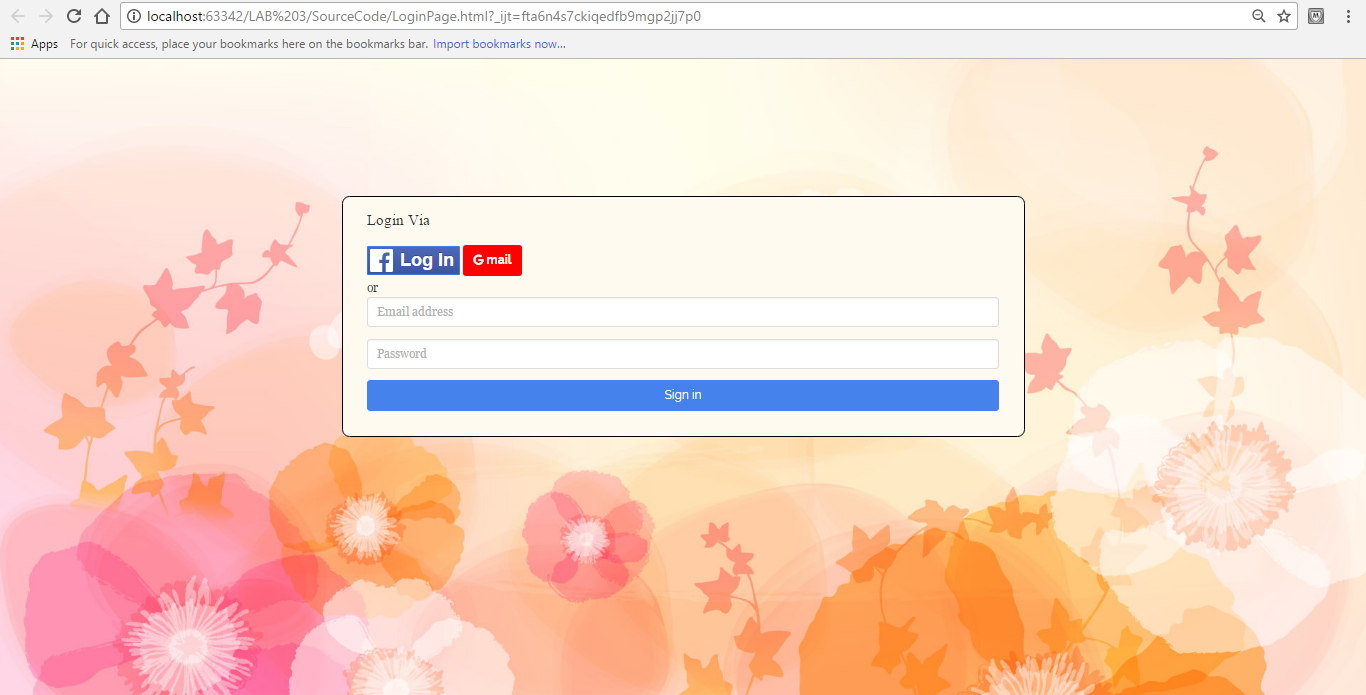 localhost:63342/LAB%203/SourceCode/LoginPage.html?_ijt=fta6n4s7ckiqedfb9mgp2jj7p0
Apps For quick access, place your bookmarks here on the bookmarks bar. Import bookmarks now...
Login Via
f Log In G mail
or
Email address
Password
Sign in